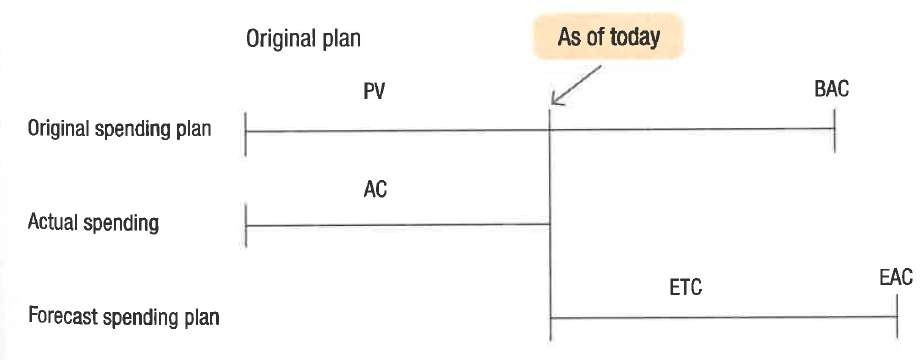 Original plan
As of today
PV
BAC
Original spending plan
AC
Actual spending
ETC
EAC
Forecast spending plan